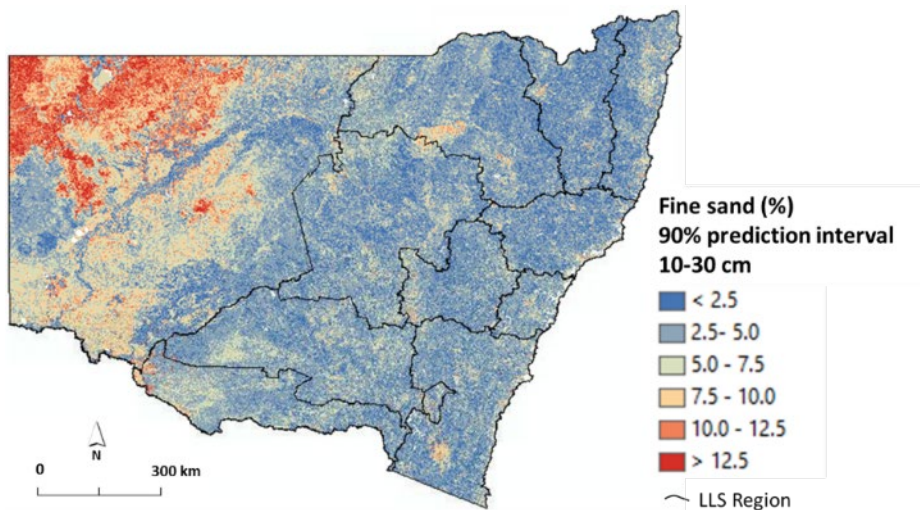 Fine sand (%)
90% prediction interval
10-30 cm
< 2.5
2.5- 5.0
5.0 - 7.5
7.5 - 10.0
10.0 - 12.5
> 12.5
LLS Region
N
0 300 km